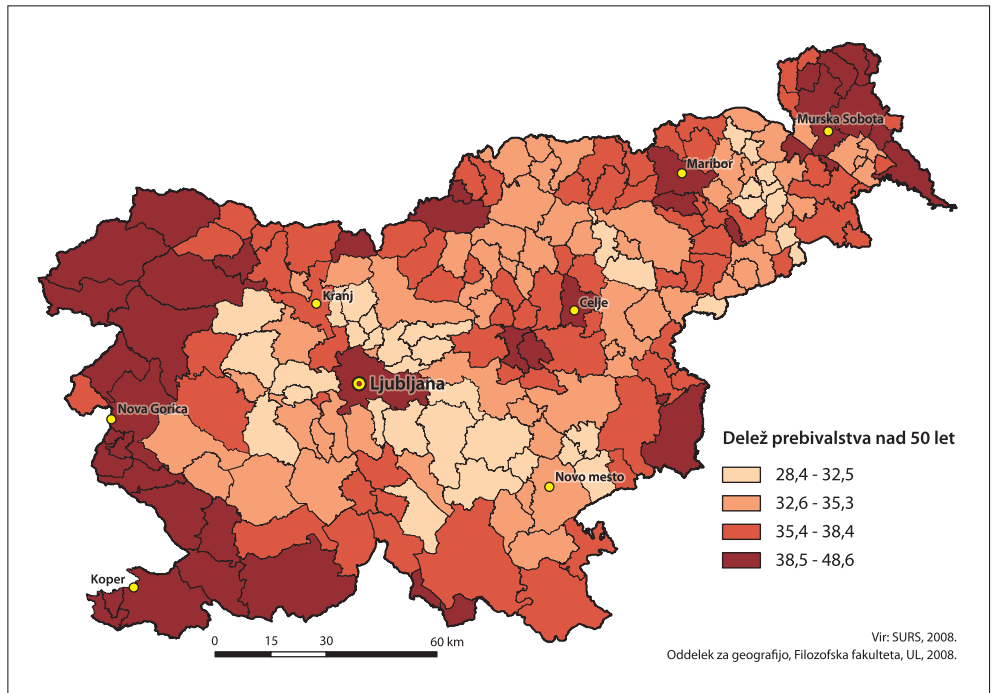 Murska Sobota
Maribor
Kranj
Celje
Ljubljana
Nova Gorica
Novo mesto
Koper
Delež prebivalstva nad 50 let
28,4 - 32,5
32,6 - 35,3
35,4 - 38,4
38,5 - 48,6
0 15 30 60 km
Vir: SURS, 2008.
Oddelek za geografijo, Filozofska fakulteta, UL, 2008.